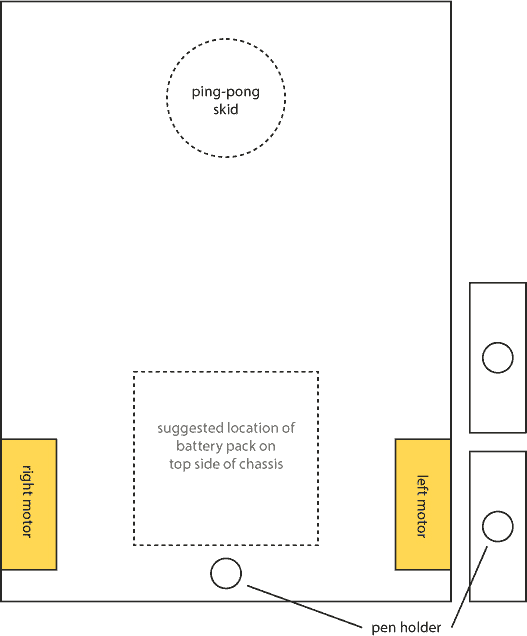 ping-pong
skid
suggested location of
battery pack on
top side of chassis
right motor
left motor
pen holder